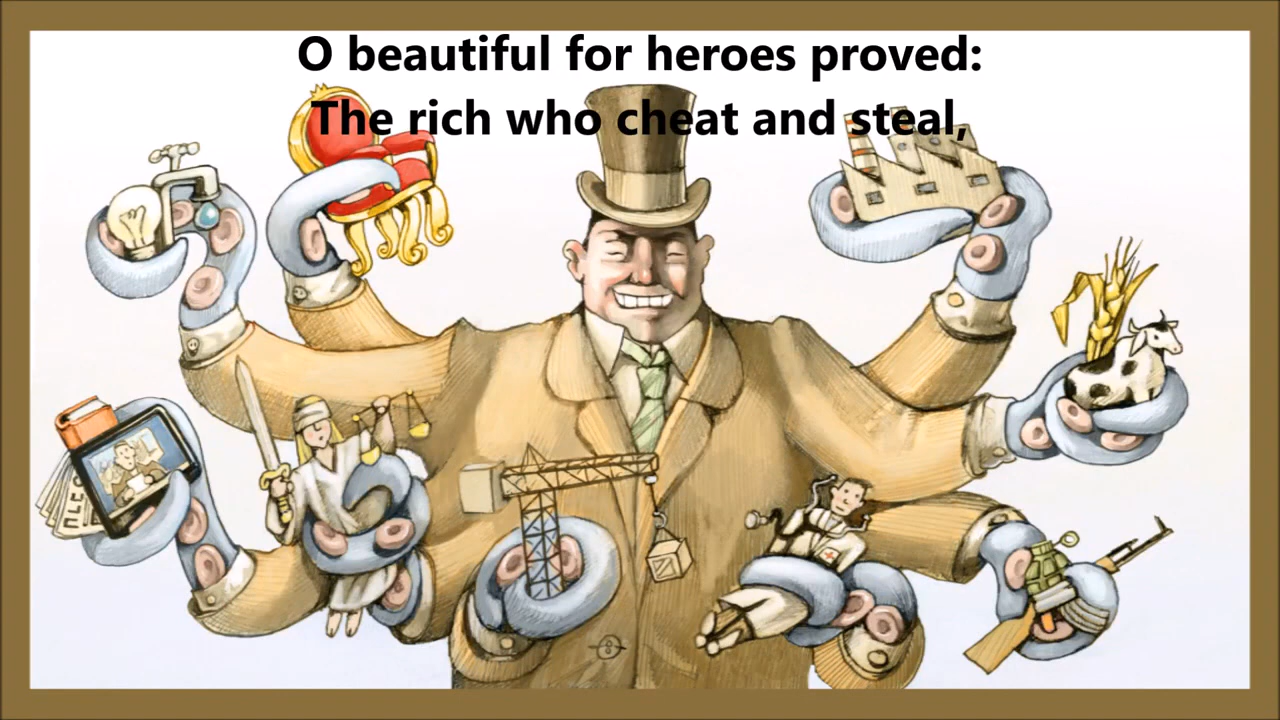 O beautiful for heroes proved:
The rich who cheat and steal,